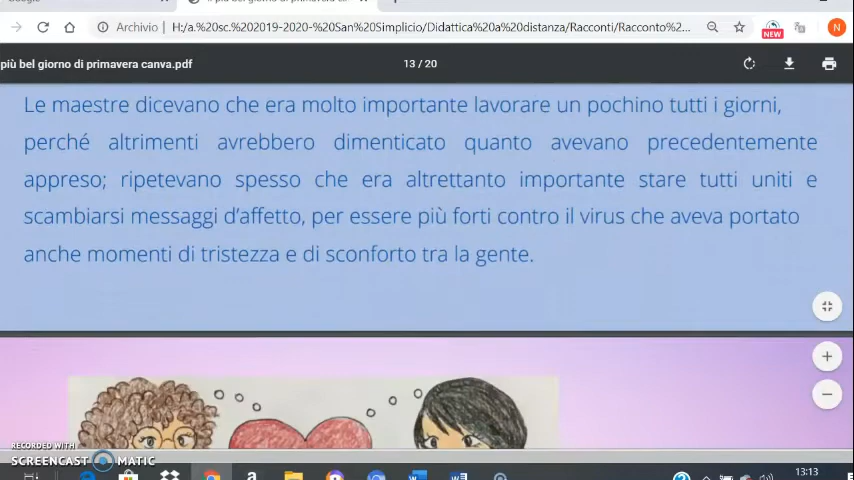 Archivio
H:/a.%20sc.%202019-2020-%20San%20Simplicio/Didattica%20a%20distanza/Racconti/Racconto%2...
NEW
N
più bel giorno di primavera canva.pdf
13 / 20
Le maestre dicevano che era molto importante lavorare un pochino tutti i giorni,
perché altrimenti avrebbero dimenticato quanto avevano precedentemente
appreso; ripetevano spesso che era altrettanto importante stare tutti uniti e
scambiarsi messaggi d'affetto, per essere più forti contro il virus che aveva portato
anche momenti di tristezza e di sconforto tra la gente.
RECORDED WITH
SCREENCAST MATIC
13:13